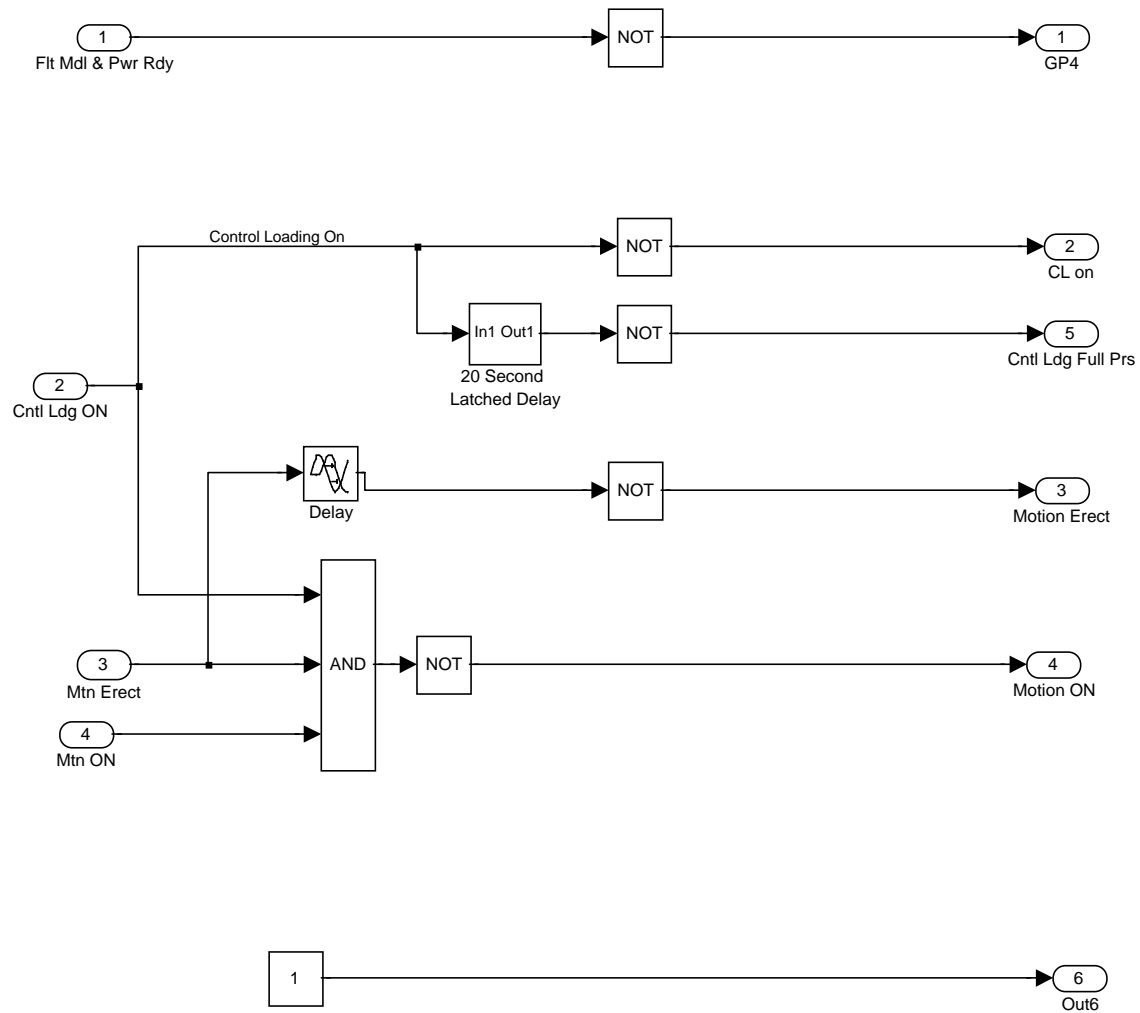 1
NOT
1
Flt Mdl & Pwr Rdy
GP4
Control Loading On
NOT
2
CL on
In1 Out1
NOT
5
20 Second
Latched Delay
Cntl Ldg Full Prs
2
Cntl Ldg ON
Delay
NOT
3
Motion Erect
3
Mtn Erect
AND
NOT
4
Motion ON
4
Mtn ON
1
6
Out6